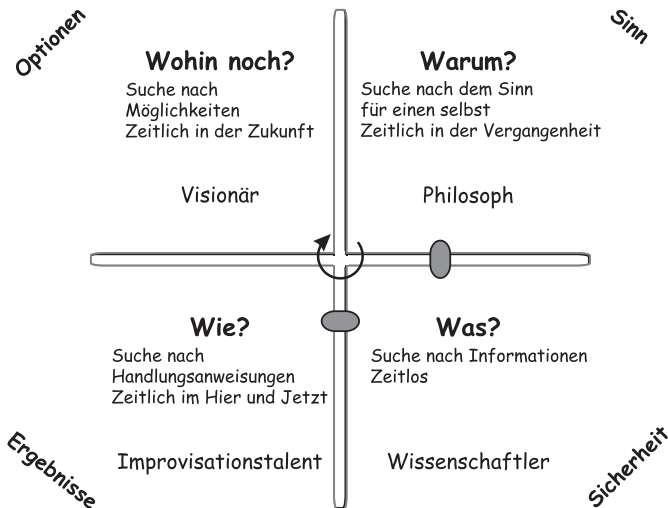 Optionen
Sinn
Wohin noch?
Suche nach
Möglichkeiten
Zeitlich in der Zukunft
Visionär
Warum?
Suche nach dem Sinn
für einen selbst
Zeitlich in der Vergangenheit
Philosoph
Wie?
Suche nach
Handlungsanweisungen
Zeitlich im Hier und Jetzt
Improvisationstalent
Was?
Suche nach Informationen
Zeitlos
Wissenschaftler
Ergebnisse
Sicherheit